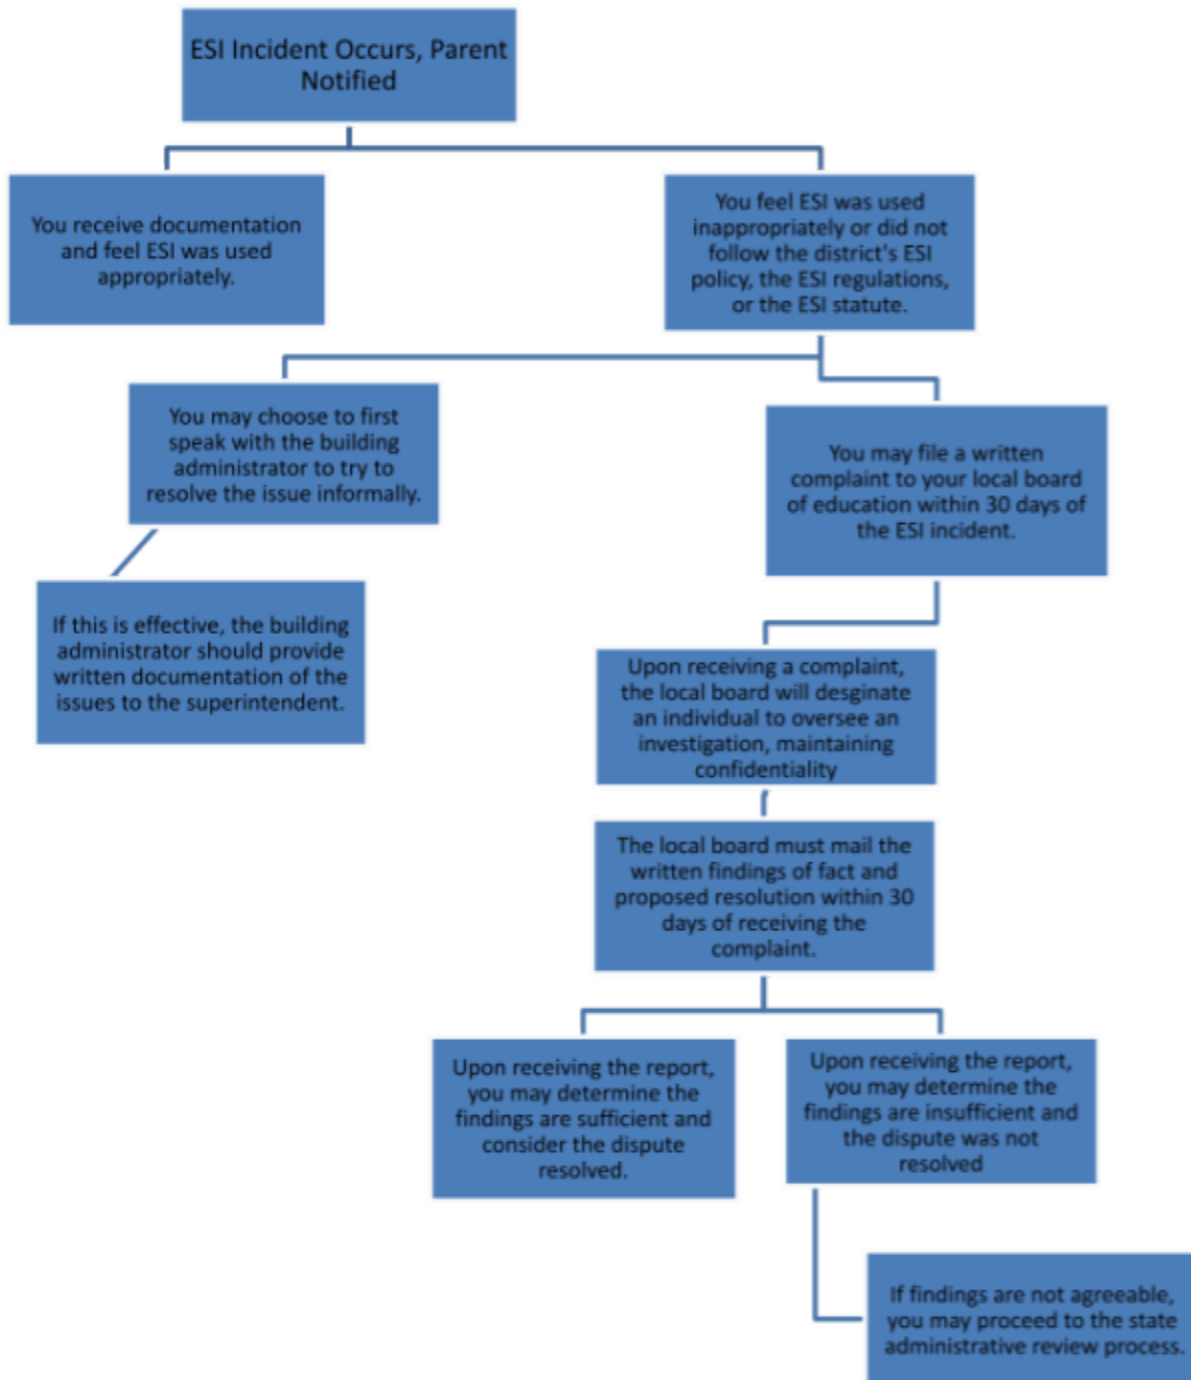 ESI Incident Occurs, Parent
Notified
You receive documentation
and feel ESI was used
appropriately.
You feel ESI was used
inappropriately or did not
follow the district's ESI
policy, the ESI regulations,
or the ESI statute.
You may choose to first
speak with the building
administrator to try to
resolve the issue informally.
You may file a written
complaint to your local board
of education within 30 days of
the ESI incident.
If this is effective, the building
administrator should provide
written documentation of the
issues to the superintendent.
Upon receiving a complaint,
the local board will desginate
an individual to oversee an
investigation, maintaining
confidentiality
The local board must mail the
written findings of fact and
proposed resolution within 30
days of receiving the
complaint.
Upon receiving the report,
you may determine the
findings are sufficient and
consider the dispute
resolved.
Upon receiving the report,
you may determine the
findings are insufficient and
the dispute was not
resolved
If findings are not agreeable,
you may proceed to the state
administrative review process.